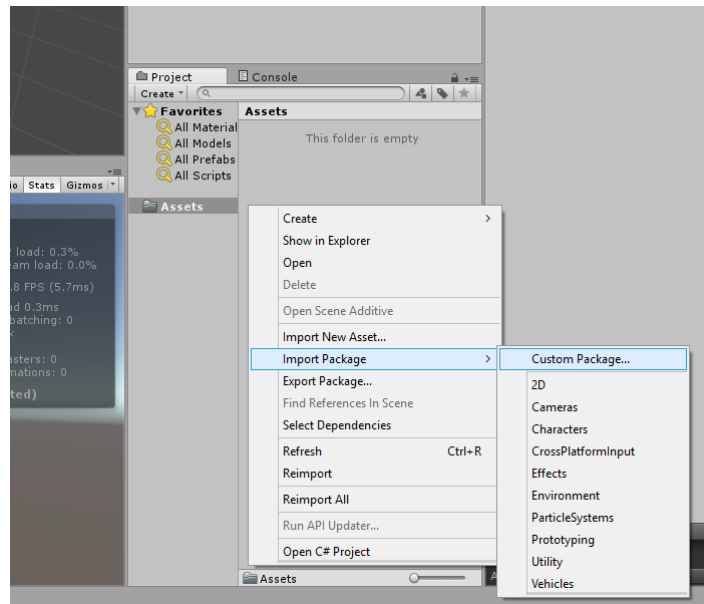 Project
Console
Create
Favorites
Assets
All Material
This folder is empty
All Models
All Prefabs
All Scripts
io Stats Gizmos
Assets
Create
Show in Explorer
load: 0.3%
Open
am load: 0.0%
Delete
.8 FPS (5.7ms)
Open Scene Additive
d 0.3ms
batching: 0
Import New Asset...
asters: 0
Import Package
Custom Package...
mations: 0
Export Package...
2D
ted)
Find References In Scene
Cameras
Select Dependencies
Characters
Refresh Ctrl+R
CrossPlatformInput
Reimport
Effects
Reimport All
Environment
Run API Updater...
ParticleSystems
Prototyping
Open C# Project
Utility
Assets
Vehicles